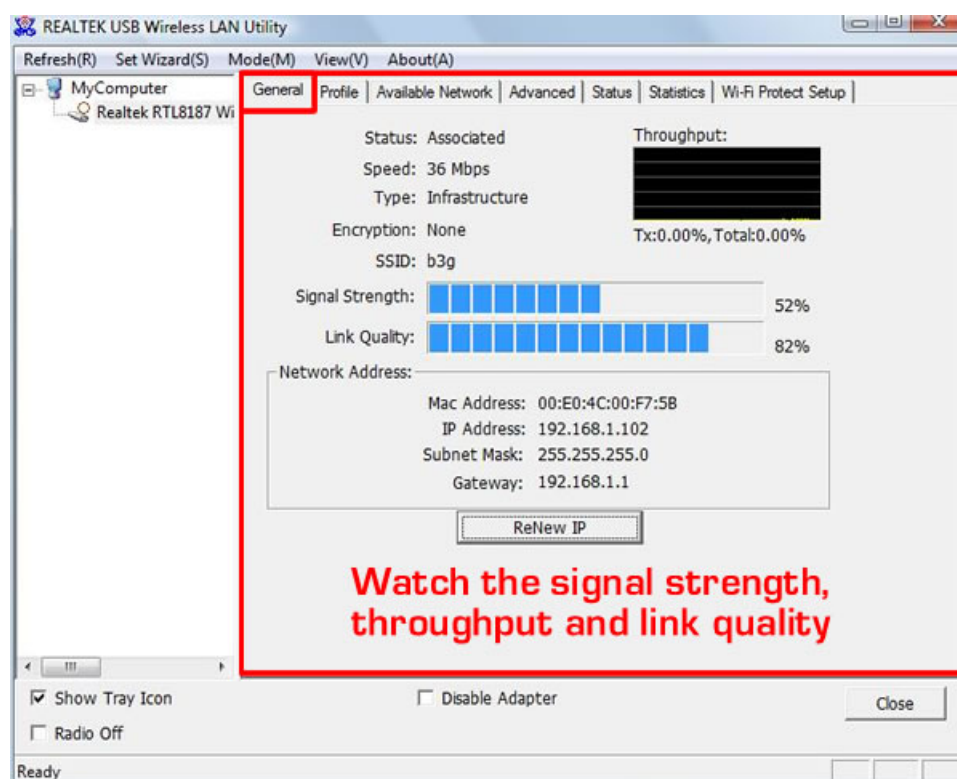 REALTEK USB Wireless LAN Utility
Refresh(R) Set Wizard(S) Mode(M) View(V) About(A)
MyComputer
Realtek RTL8187 Wi
General Profile Available Network Advanced Status Statistics Wi-Fi Protect Setup
Status: Associated
Speed: 36 Mbps
Type: Infrastructure
Encryption: None
SSID: b3g
Throughput:
Tx:0.00%, Total:0.00%
Signal Strength: 52%
Link Quality: 82%
Network Address:
Mac Address: 00:E0:4C:00:F7:5B
IP Address: 192.168.1.102
Subnet Mask: 255.255.255.0
Gateway: 192.168.1.1
ReNew IP
Watch the signal strength,
throughput and link quality
Show Tray Icon
Disable Adapter
Close
Radio Off
Ready